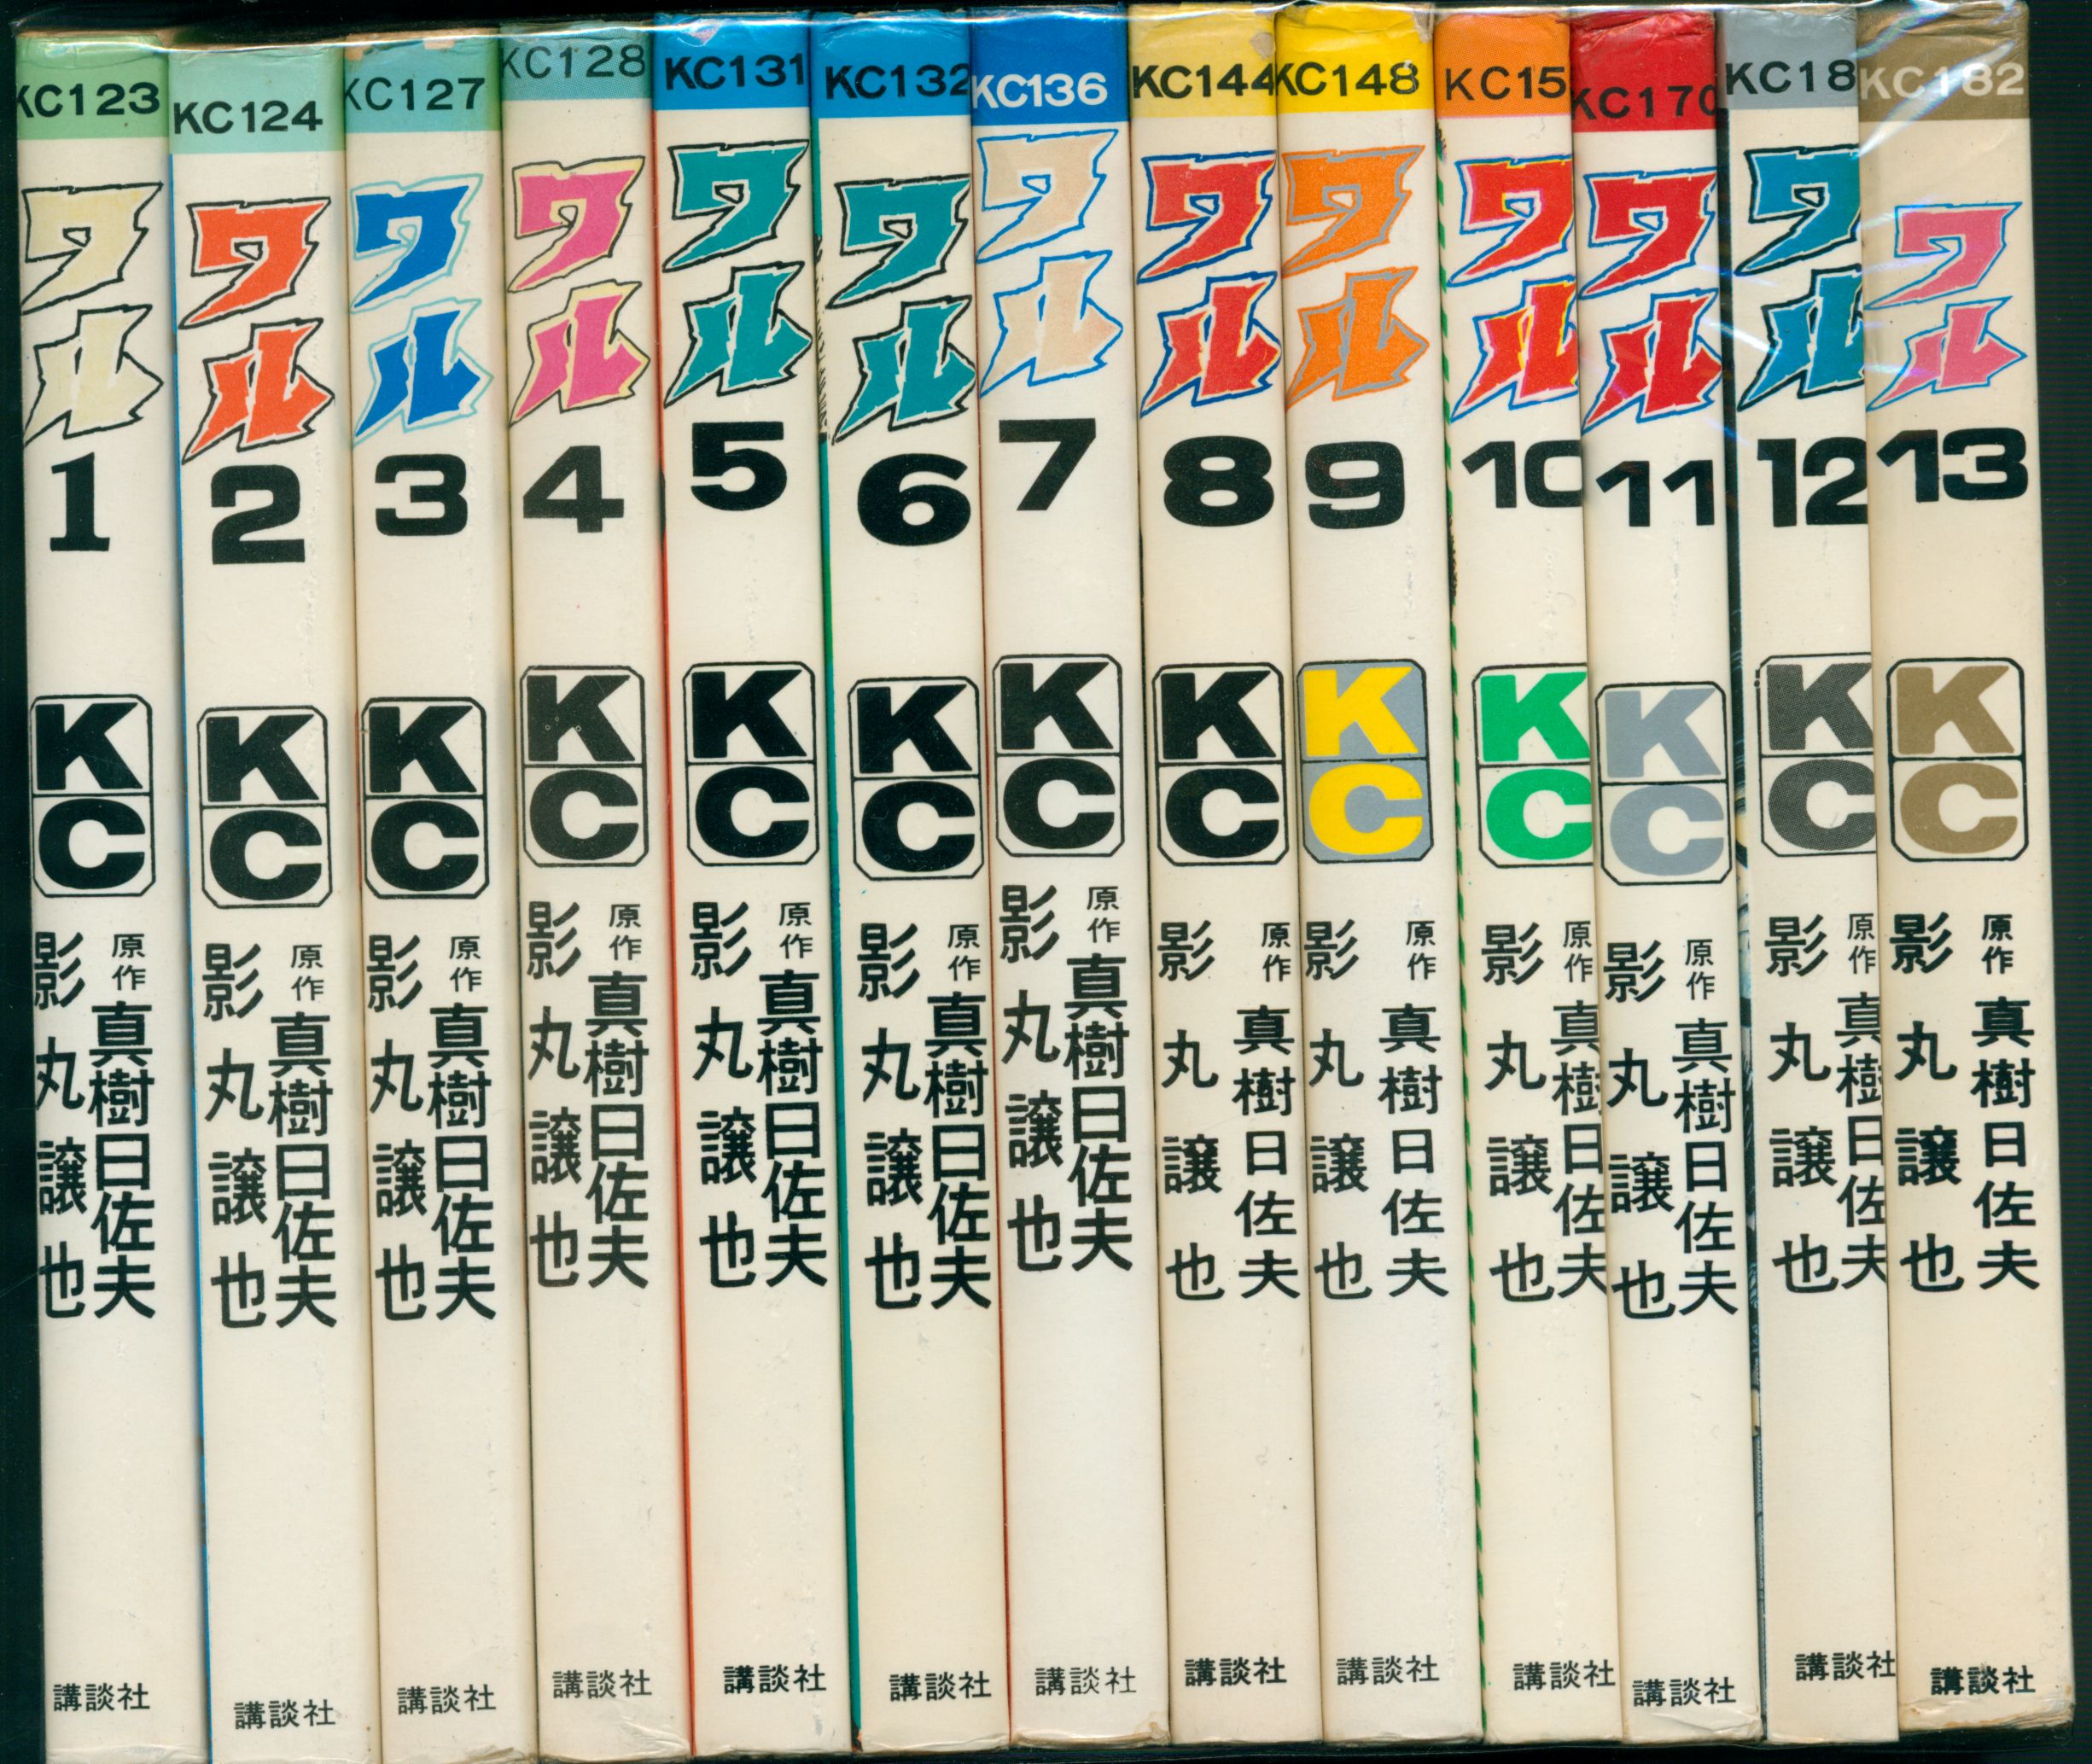 KC123
ワル
1
KC
原作 真樹日佐夫
影丸譲也
講談社
KC124
ワル
2
KC
原作 真樹日佐夫
影丸譲也
講談社
KC127
ワル
3
KC
原作 真樹日佐夫
影丸譲也
講談社
KC128
ワル
4
KC
原作 真樹日佐夫
影丸譲也
講談社
KC131
ワル
5
KC
原作 真樹日佐夫
影丸譲也
講談社
KC132
ワル
6
KC
原作 真樹日佐夫
影丸譲也
講談社
KC136
ワル
7
KC
原作 真樹日佐夫
影丸譲也
講談社
KC144
ワル
8
KC
原作 真樹日佐夫
影丸譲也
講談社
KC148
ワル
9
KC
原作 真樹日佐夫
影丸譲也
講談社
KC15
ワル
10
KC
原作 真樹日佐夫
影丸譲也
講談社
KC170
ワル
11
KC
原作 真樹日佐夫
影丸譲也
講談社
KC18
ワル
12
KC
原作 真樹日佐夫
影丸譲也
講談社
KC182
ワル
13
KC
原作 真樹日佐夫
影丸譲也
講談社